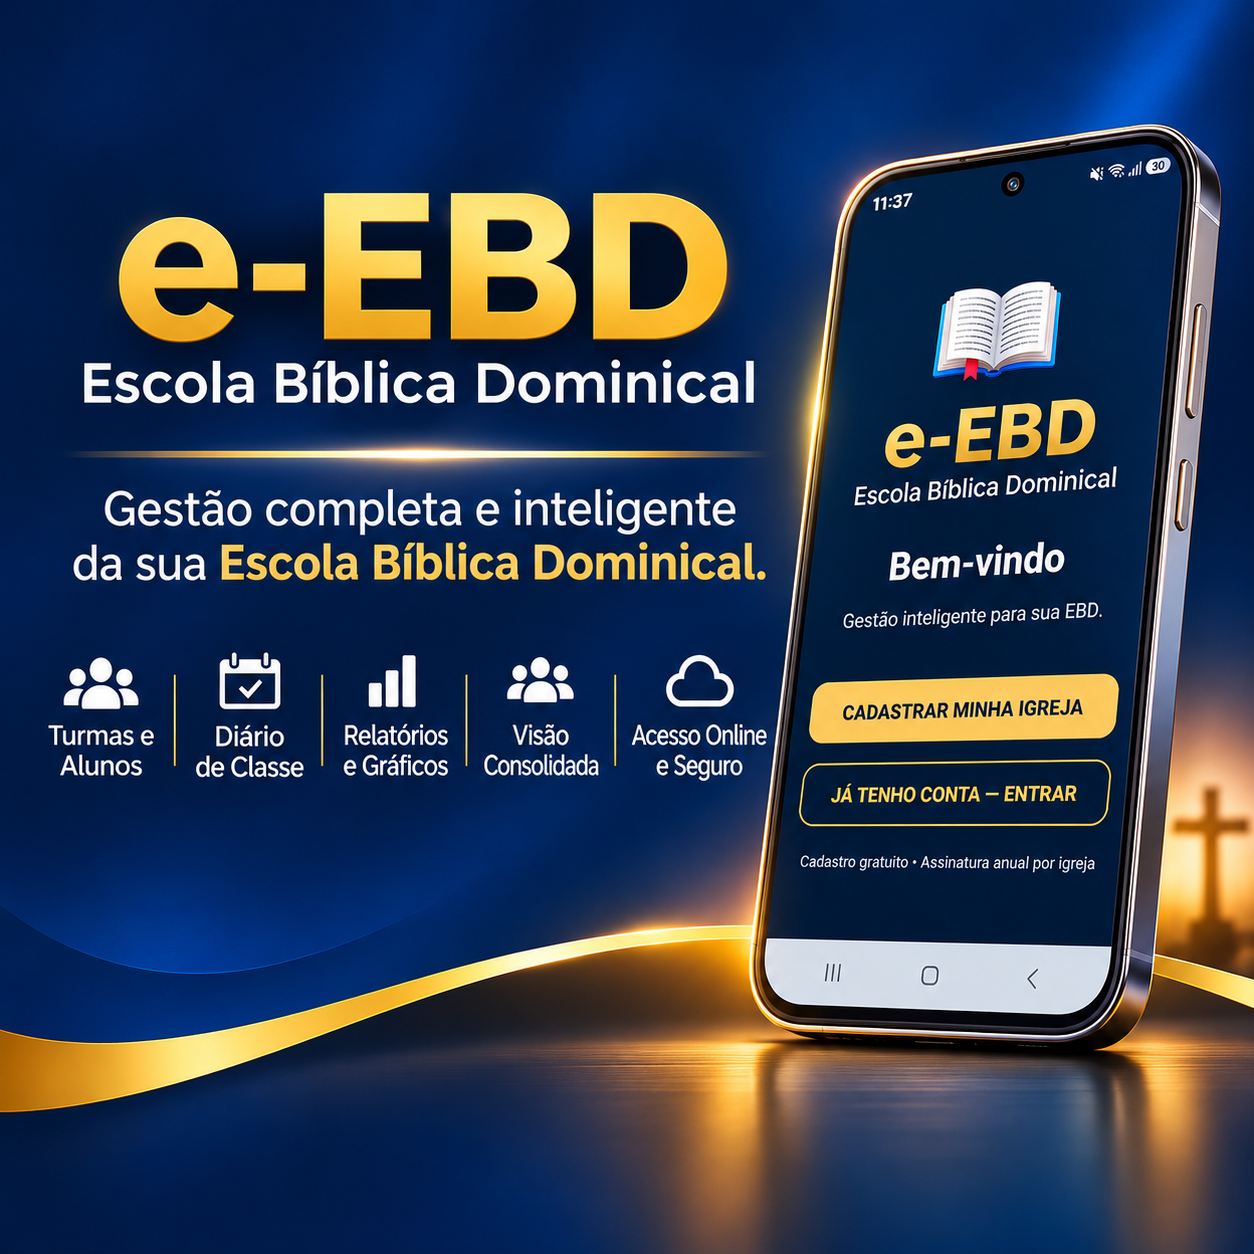 e-EBD
Escola Bíblica Dominical
Gestão completa e inteligente
da sua Escola Bíblica Dominical.
Turmas e
Alunos
Diário
de Classe
Relatórios
e Gráficos
Visão
Consolidada
Acesso Online
e Seguro
11:37
30
e-EBD
Escola Bíblica Dominical
Bem-vindo
Gestão inteligente para sua EBD.
CADASTRAR MINHA IGREJA
JÁ TENHO CONTA — ENTRAR
Cadastro gratuito • Assinatura anual por igreja